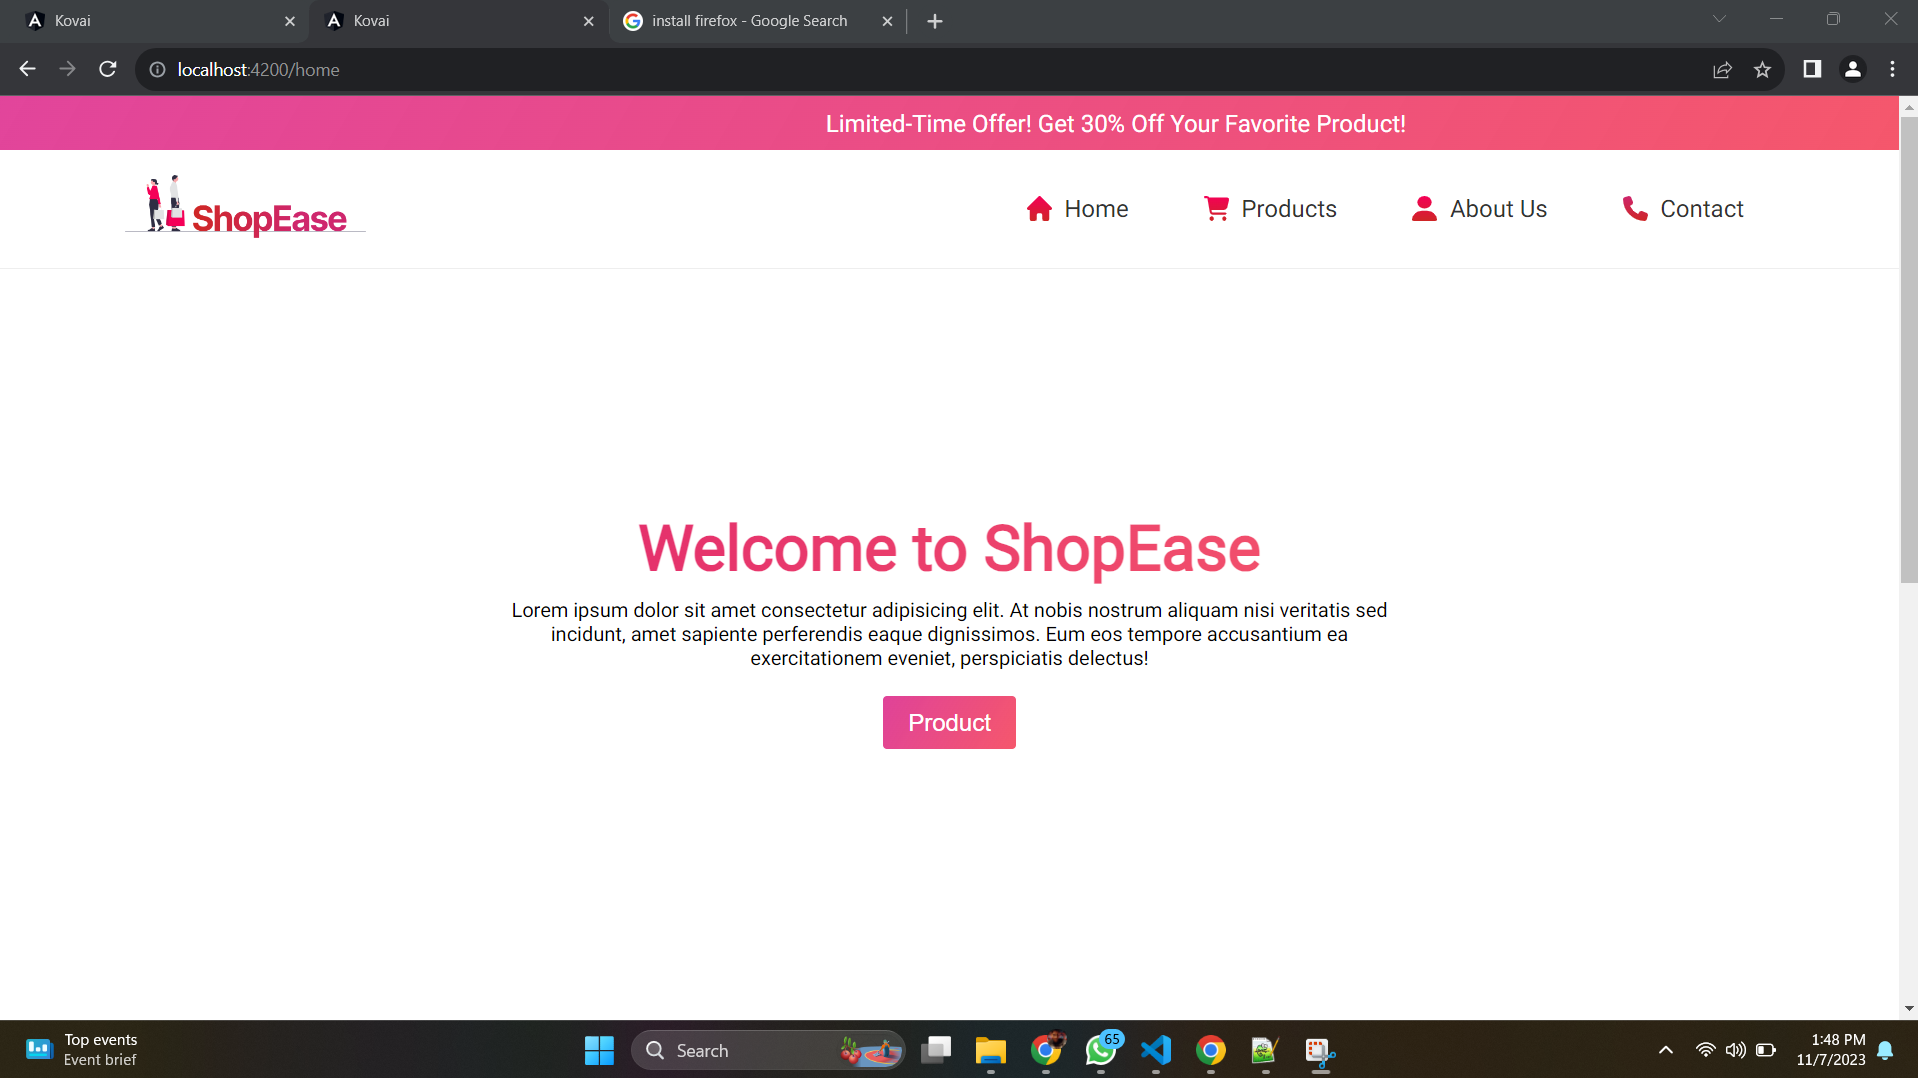 Kovai
Kovai
install firefox - Google Search
localhost:4200/home
Limited-Time Offer! Get 30% Off Your Favorite Product!
ShopEase
Home
Products
About Us
Contact
Welcome to ShopEase
Lorem ipsum dolor sit amet consectetur adipisicing elit. At nobis nostrum aliquam nisi veritatis sed
incidunt, amet sapiente perferendis eaque dignissimos. Eum eos tempore accusantium ea
exercitationem eveniet, perspiciatis delectus!
Product
Top events
Event brief
Search
65
1:48 PM
11/7/2023